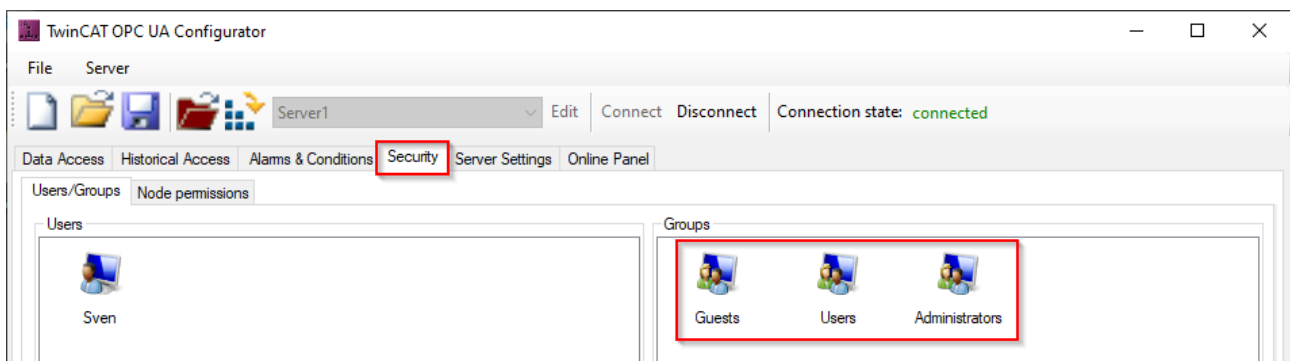 TwinCAT OPC UA Configurator
File Server
Server1 Edit Connect Disconnect Connection state: connected
Data Access Historical Access Alarms & Conditions Security Server Settings Online Panel
Users/Groups Node permissions
Users Groups
Sven Guests Users Administrators